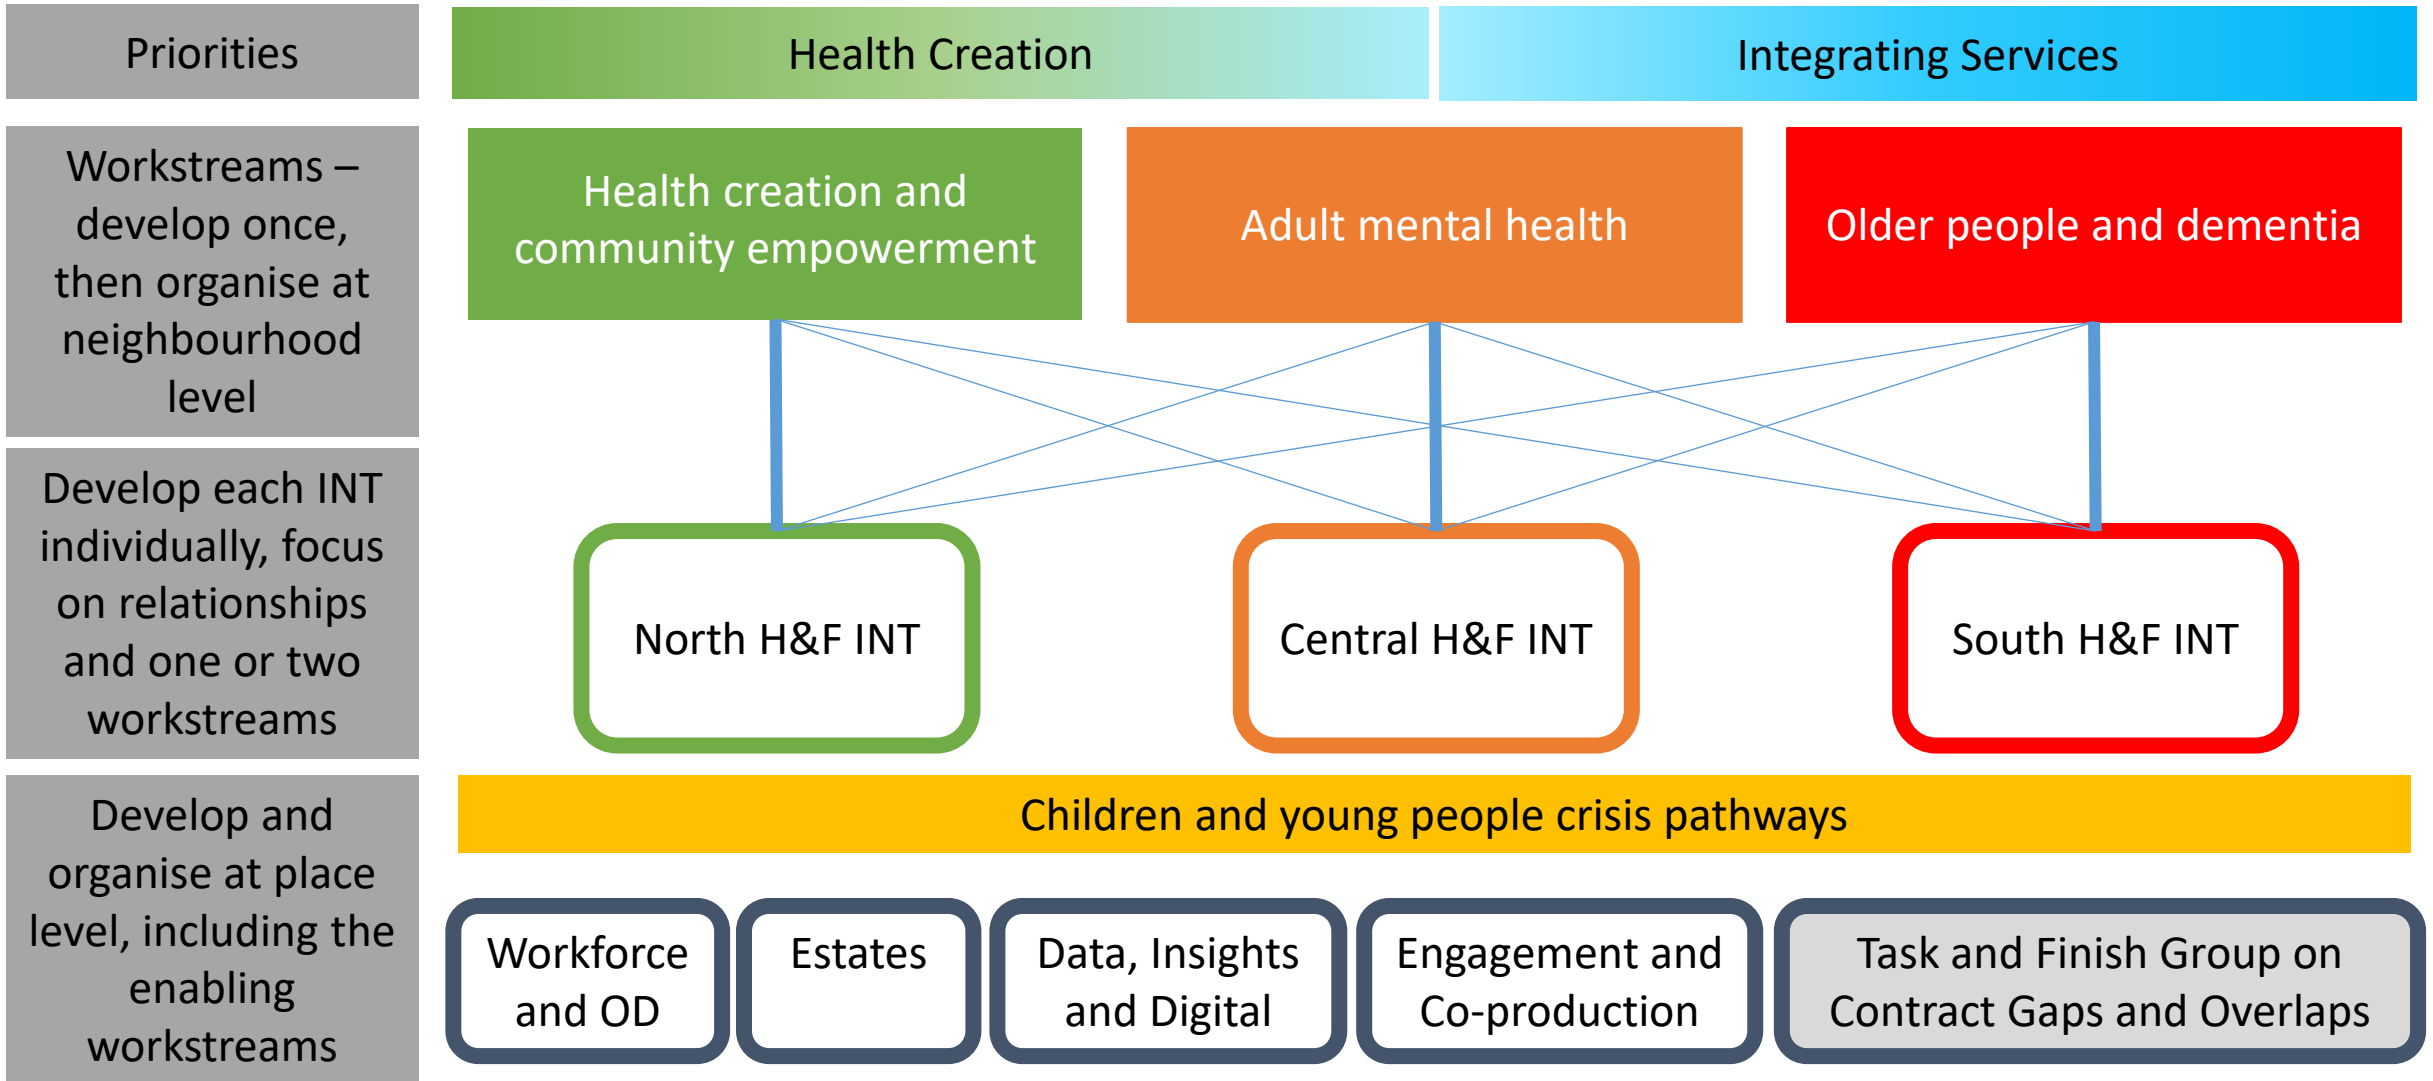 Priorities
Health Creation
Integrating Services
Workstreams –
develop once,
then organise at
neighbourhood
level
Health creation and
community empowerment
Adult mental health
Older people and dementia
Develop each INT
individually, focus
on relationships
and one or two
workstreams
North H&F INT
Central H&F INT
South H&F INT
Develop and
organise at place
level, including the
enabling
workstreams
Children and young people crisis pathways
Workforce
and OD
Estates
Data, Insights
and Digital
Engagement and
Co-production
Task and Finish Group on
Contract Gaps and Overlaps